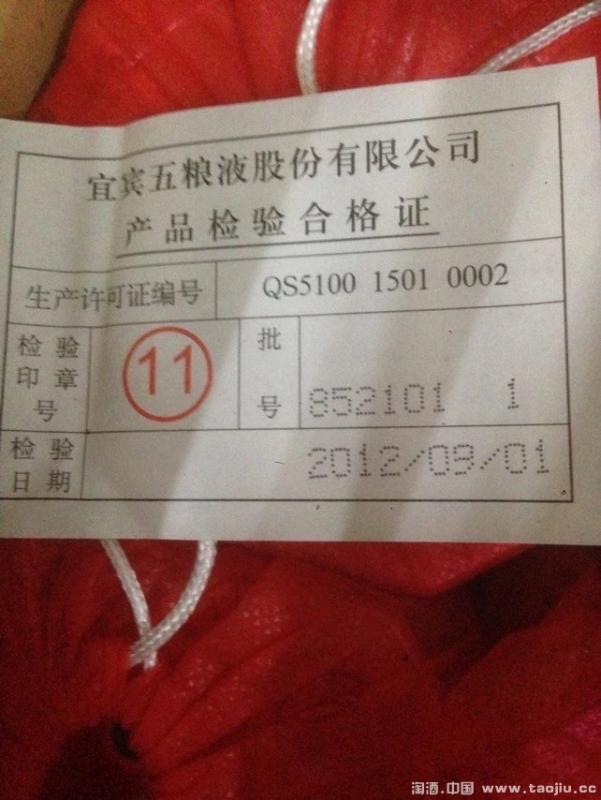 宜宾五粮液股份有限公司
产品检验合格证
生产许可证编号 QS5100 1501 0002
检验印章号 11 批号 852101 1
检验日期 2012/09/01
淘酒.中国 www.taojiu.cc